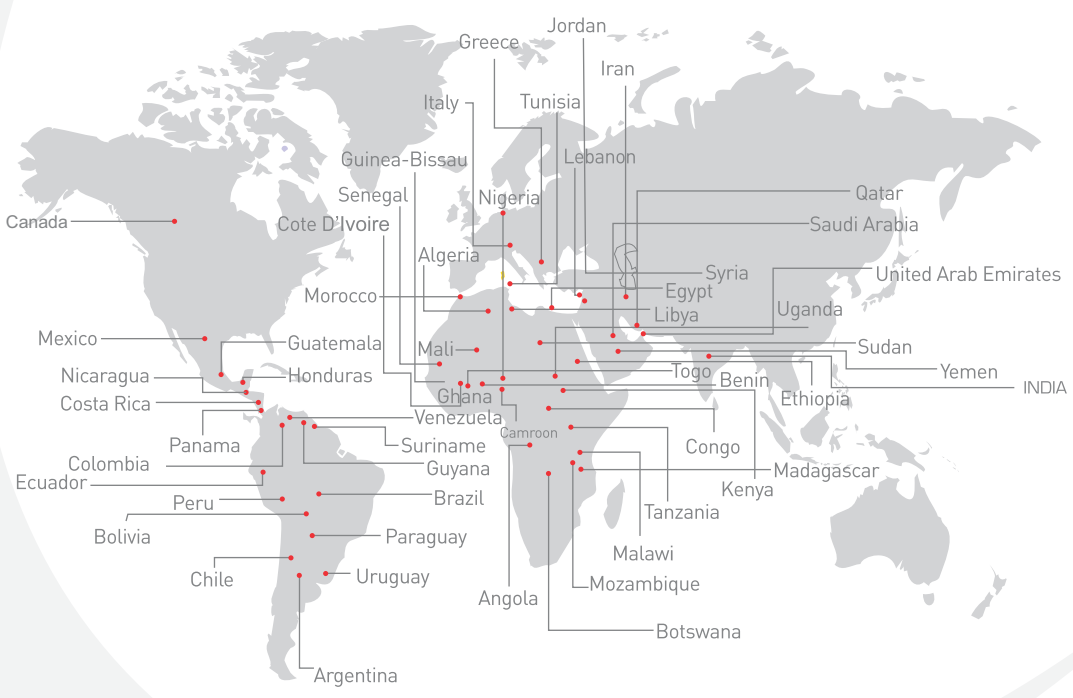 Jordan
Greece
Iran
Italy
Tunisia
Guinea-Bissau
Lebanon
Senegal
Nigeria
Qatar
Canada
Cote D'Ivoire
Saudi Arabia
Algeria
Syria
United Arab Emirates
Morocco
Egypt
Libya
Uganda
Mexico
Guatemala
Mali
Sudan
Nicaragua
Honduras
Togo
Yemen
Benin
INDIA
Costa Rica
Ghana
Ethiopia
Venezuela
Camroon
Panama
Suriname
Congo
Colombia
Guyana
Madagascar
Ecuador
Kenya
Peru
Brazil
Tanzania
Bolivia
Paraguay
Malawi
Chile
Uruguay
Mozambique
Angola
Botswana
Argentina